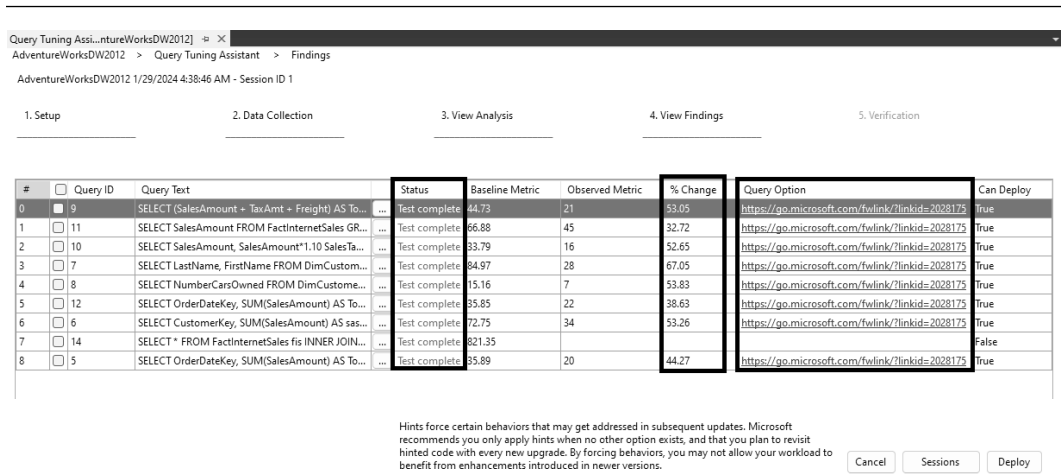 Query Tuning Assi...ntureWorksDW2012]
AdventureWorksDW2012 > Query Tuning Assistant > Findings
AdventureWorksDW2012 1/29/2024 4:38:46 AM - Session ID 1
1. Setup 2. Data Collection 3. View Analysis 4. View Findings 5. Verification
# Query ID Query Text Status Baseline Metric Observed Metric % Change Query Option Can Deploy
0 9 SELECT (SalesAmount + TaxAmt + Freight) AS To... ... Test complete 44.73 21 53.05 https://go.microsoft.com/fwlink/?linkid=2028175 True
1 11 SELECT SalesAmount FROM FactInternetSales GR... ... Test complete 66.88 45 32.72 https://go.microsoft.com/fwlink/?linkid=2028175 True
2 10 SELECT SalesAmount, SalesAmount*1.10 SalesTa... ... Test complete 33.79 16 52.65 https://go.microsoft.com/fwlink/?linkid=2028175 True
3 7 SELECT LastName, FirstName FROM DimCustom... ... Test complete 84.97 28 67.05 https://go.microsoft.com/fwlink/?linkid=2028175 True
4 8 SELECT NumberCarsOwned FROM DimCustome... ... Test complete 15.16 7 53.83 https://go.microsoft.com/fwlink/?linkid=2028175 True
5 12 SELECT OrderDateKey, SUM(SalesAmount) AS To... ... Test complete 35.85 22 38.63 https://go.microsoft.com/fwlink/?linkid=2028175 True
6 6 SELECT CustomerKey, SUM(SalesAmount) AS sas... ... Test complete 72.75 34 53.26 https://go.microsoft.com/fwlink/?linkid=2028175 True
7 14 SELECT * FROM FactInternetSales fis INNER JOIN... ... Test complete 821.35 False
8 5 SELECT OrderDateKey, SUM(SalesAmount) AS To... ... Test complete 35.89 20 44.27 https://go.microsoft.com/fwlink/?linkid=2028175 True
Hints force certain behaviors that may get addressed in subsequent updates. Microsoft
recommends you only apply hints when no other option exists, and that you plan to revisit
hinted code with every new upgrade. By forcing behaviors, you may not allow your workload to
benefit from enhancements introduced in newer versions.
Cancel Sessions Deploy